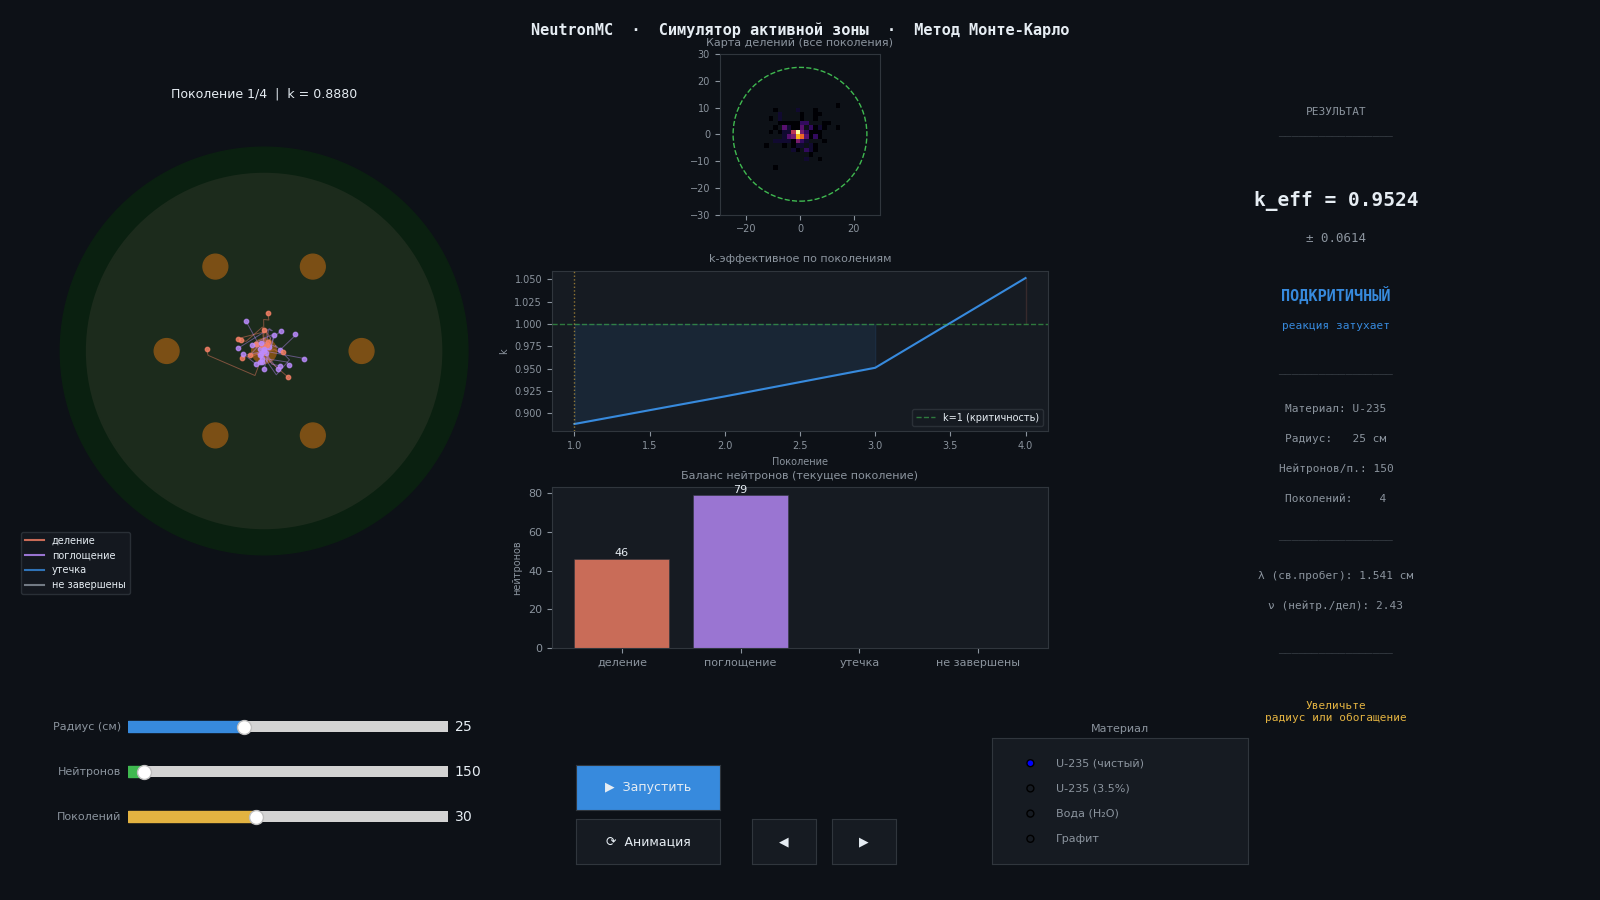 NeutronMC · Симулятор активной зоны · Метод Монте-Карло
Поколение 1/4 | k = 0.8880
деление
поглощение
утечка
не завершены
Карта делений (все поколения)
30
20
10
0
−10
−20
−30
−20 0 20
k-эффективное по поколениям
1.050
1.025
1.000
0.975
0.950
0.925
0.900
k
k=1 (критичность)
1.0 1.5 2.0 2.5 3.0 3.5 4.0
Поколение
Баланс нейтронов (текущее поколение)
80
60
40
20
0
нейтронов
46
79
деление поглощение утечка не завершены
РЕЗУЛЬТАТ
k_eff = 0.9524
± 0.0614
ПОДКРИТИЧНЫЙ
реакция затухает
Материал: U-235
Радиус: 25 см
Нейтронов/п.: 150
Поколений: 4
λ (св.пробег): 1.541 см
ν (нейтр./дел): 2.43
Увеличьте
радиус или обогащение
Радиус (см) 25
Нейтронов 150
Поколений 30
▶ Запустить
⟳ Анимация
◀ ▶
Материал
U-235 (чистый)
U-235 (3.5%)
Вода (H₂O)
Графит